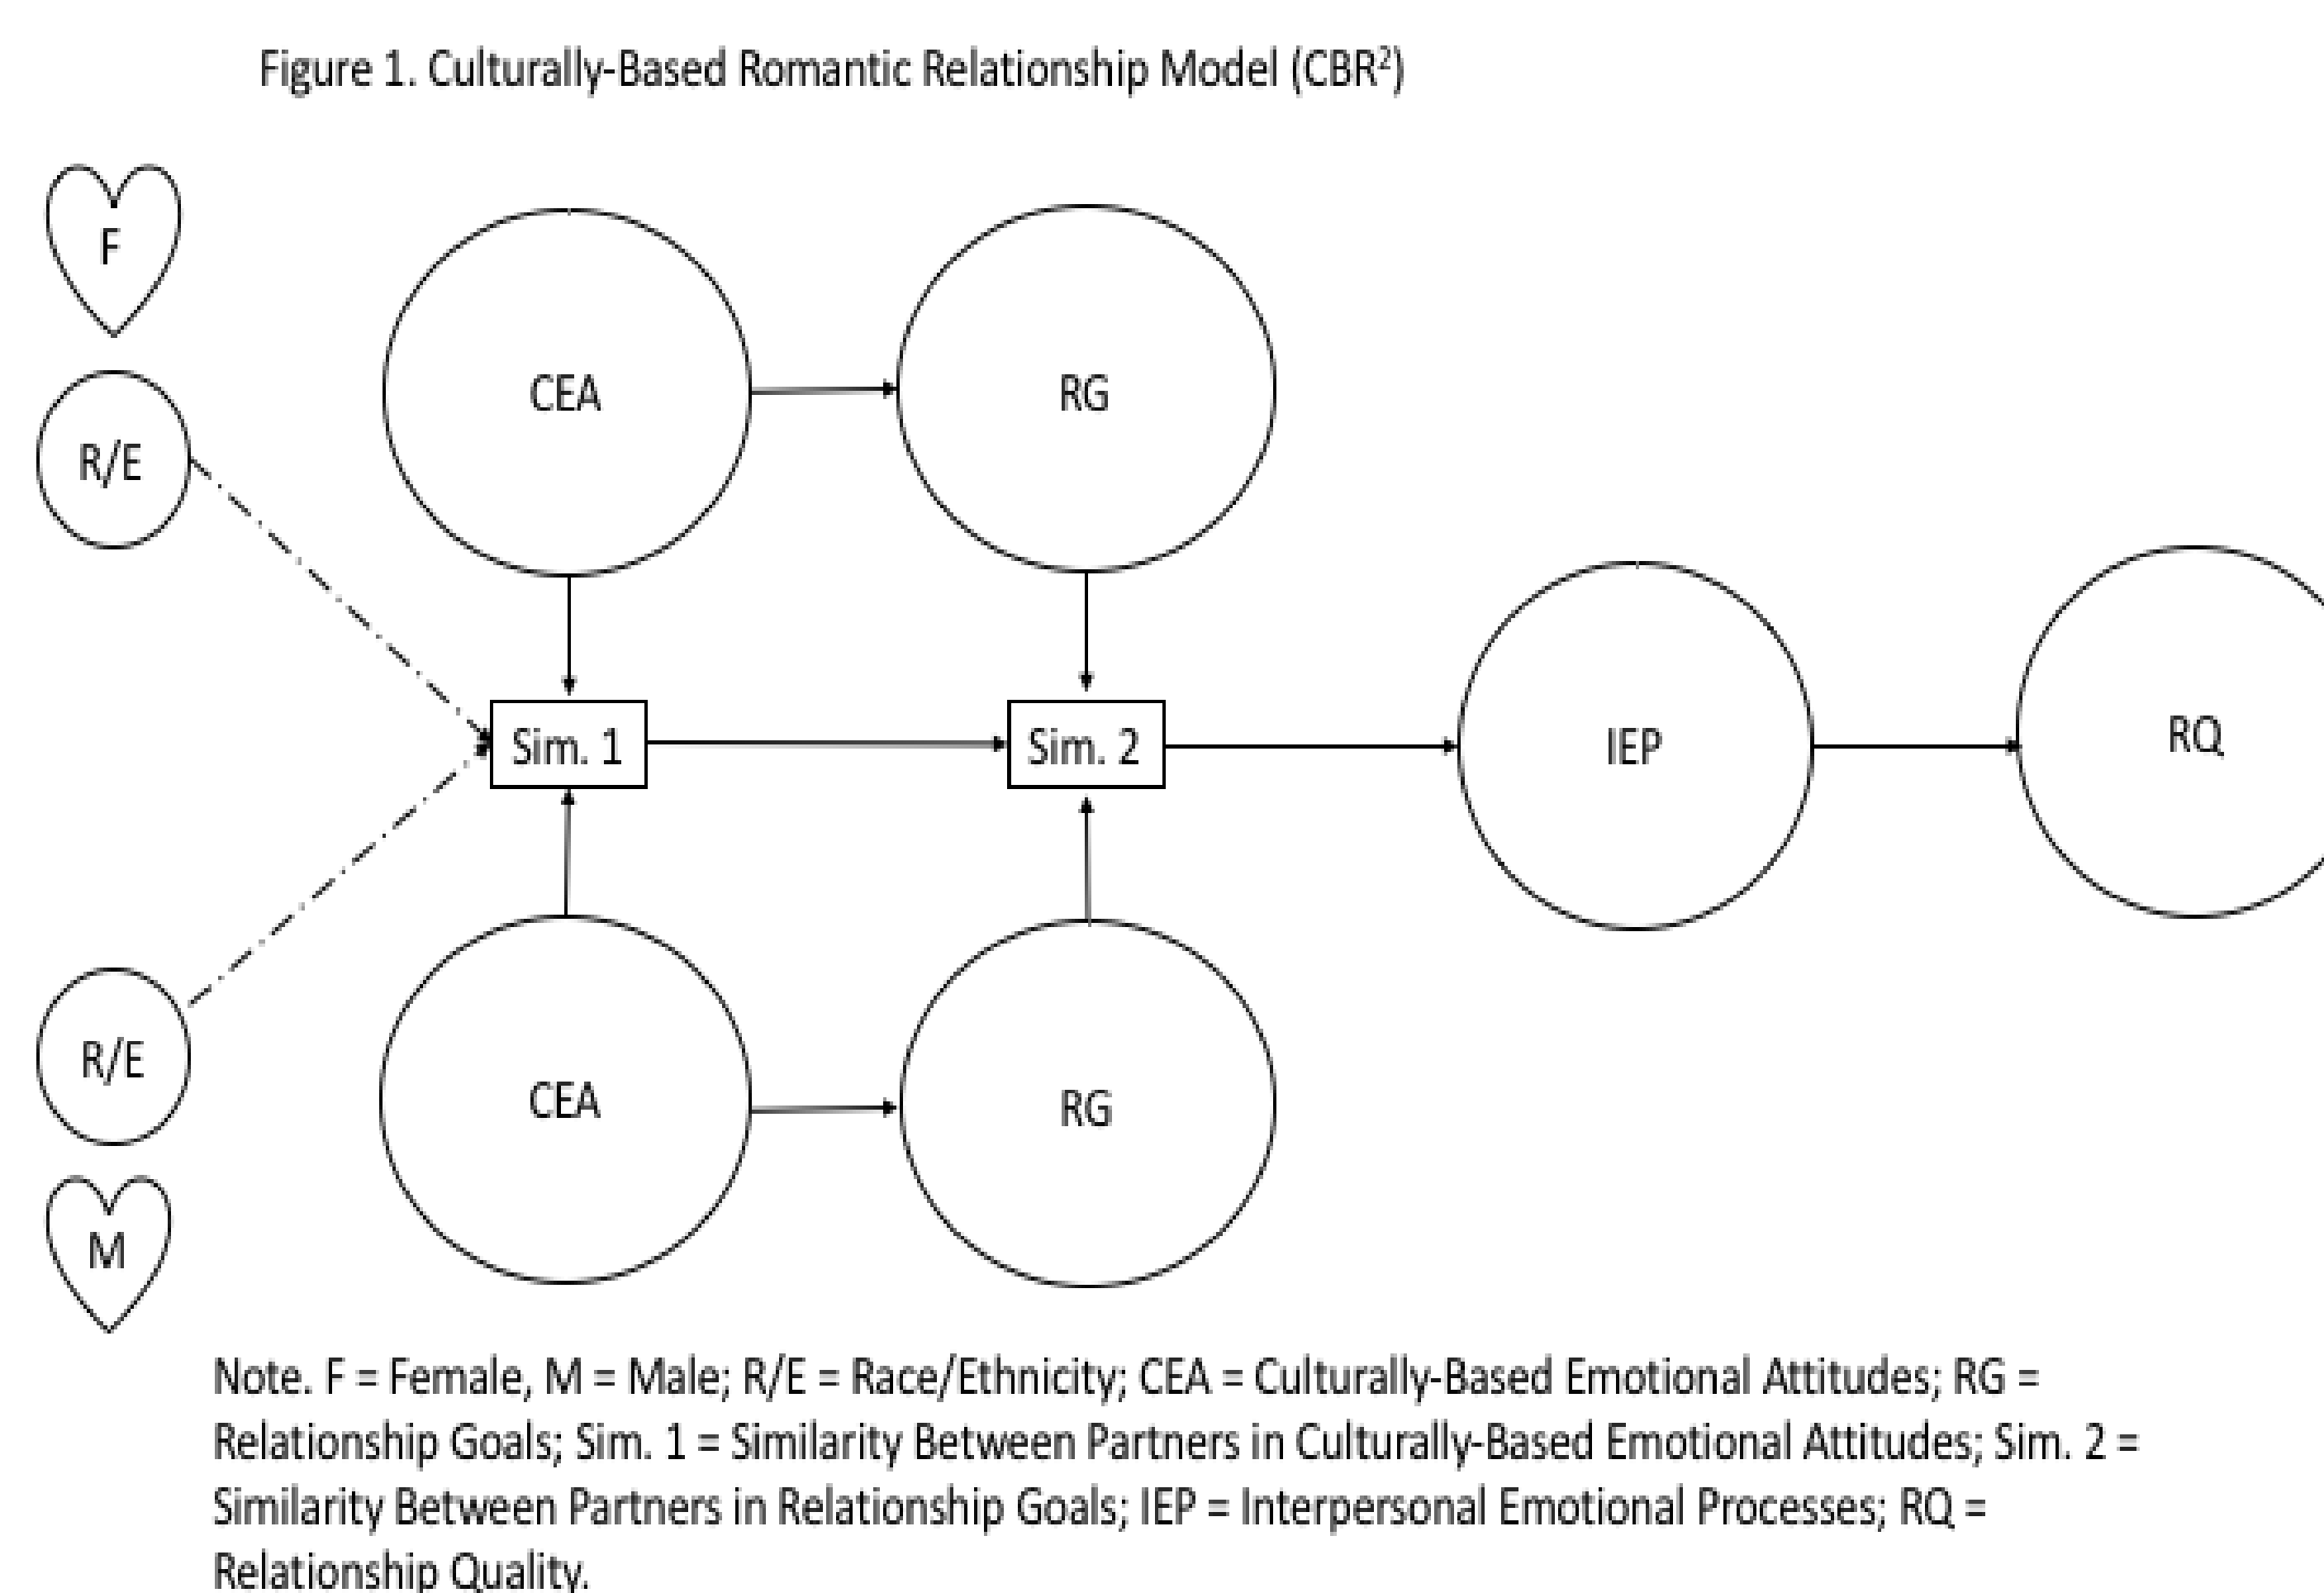 Figure 1. Culturally-Based Romantic Relationship Model (CBR²)
F
R/E
CEA
RG
Sim. 1
Sim. 2
IEP
RQ
R/E
CEA
RG
M
Note. F = Female, M = Male; R/E = Race/Ethnicity; CEA = Culturally-Based Emotional Attitudes; RG =
Relationship Goals; Sim. 1 = Similarity Between Partners in Culturally-Based Emotional Attitudes; Sim. 2 =
Similarity Between Partners in Relationship Goals; IEP = Interpersonal Emotional Processes; RQ =
Relationship Quality.